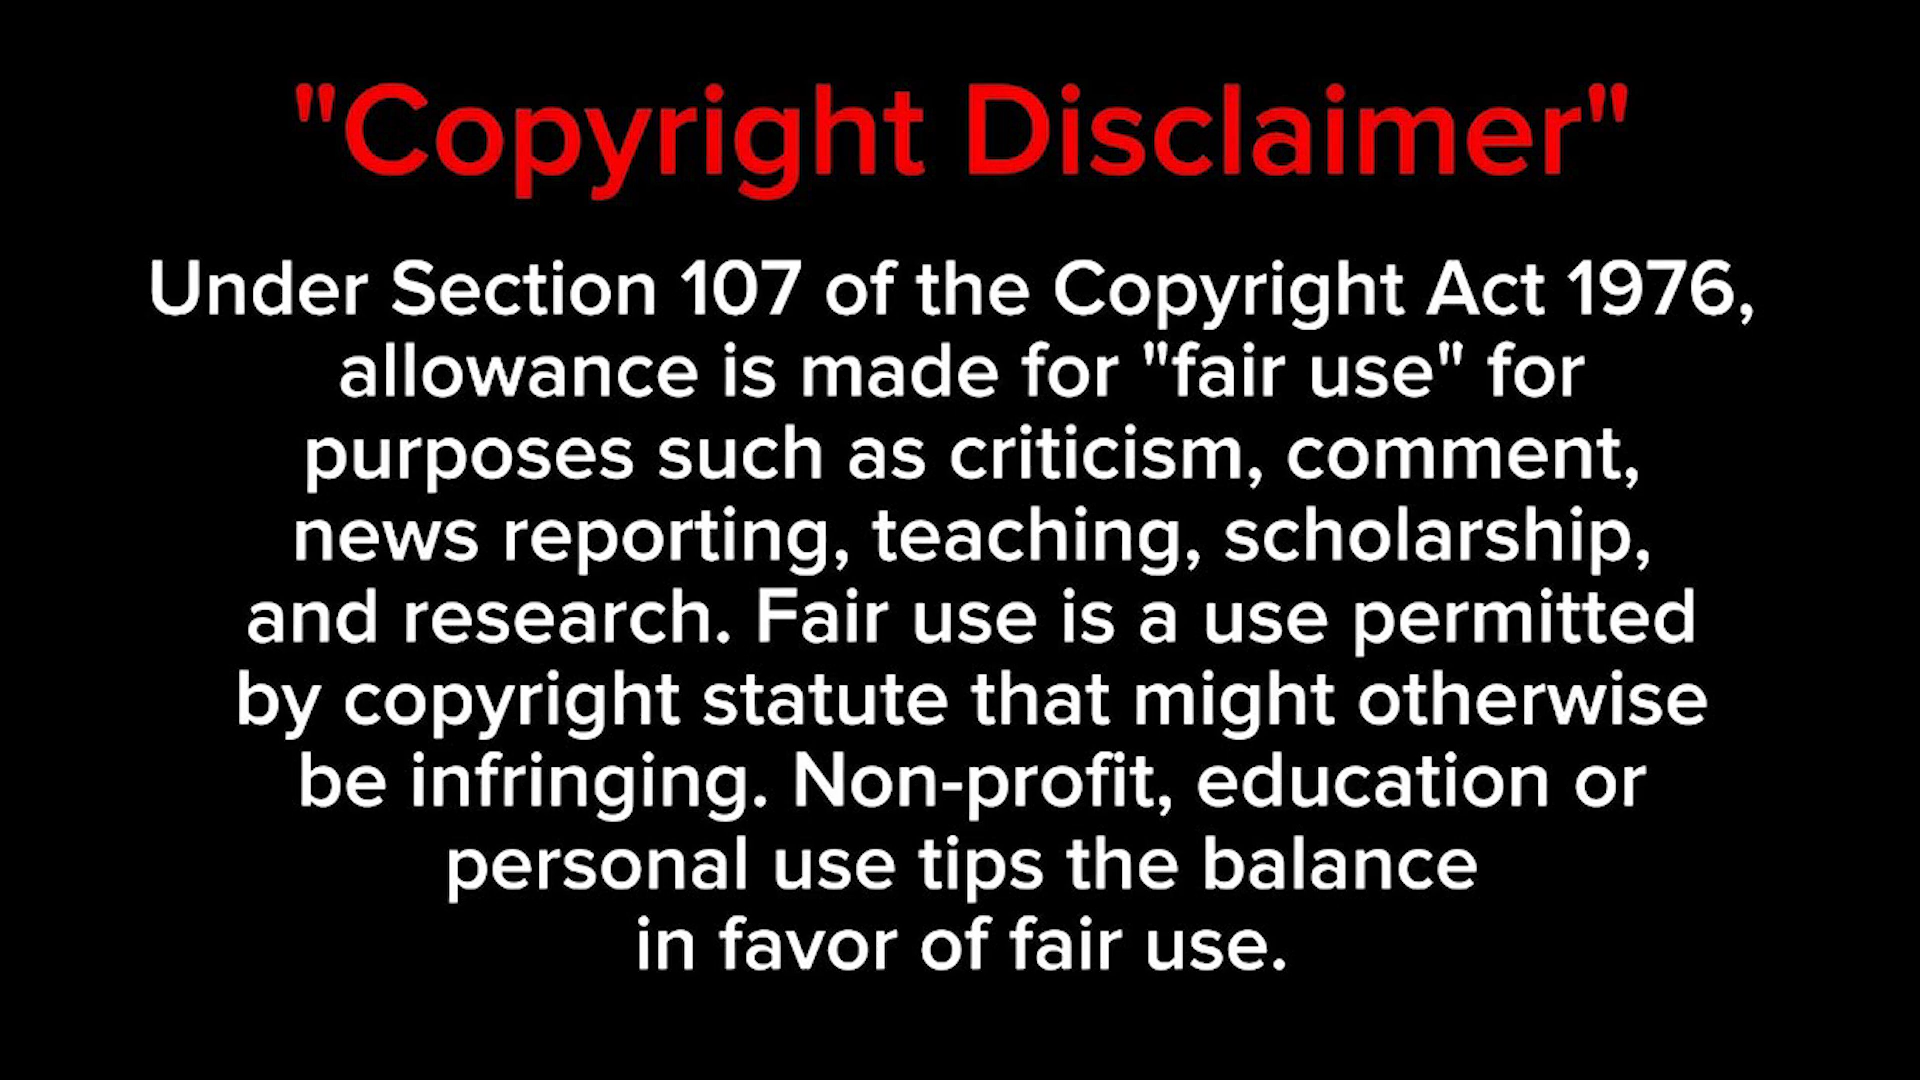 "Copyright Disclaimer"
Under Section 107 of the Copyright Act 1976,
allowance is made for "fair use" for
purposes such as criticism, comment,
news reporting, teaching, scholarship,
and research. Fair use is a use permitted
by copyright statute that might otherwise
be infringing. Non-profit, education or
personal use tips the balance
in favor of fair use.